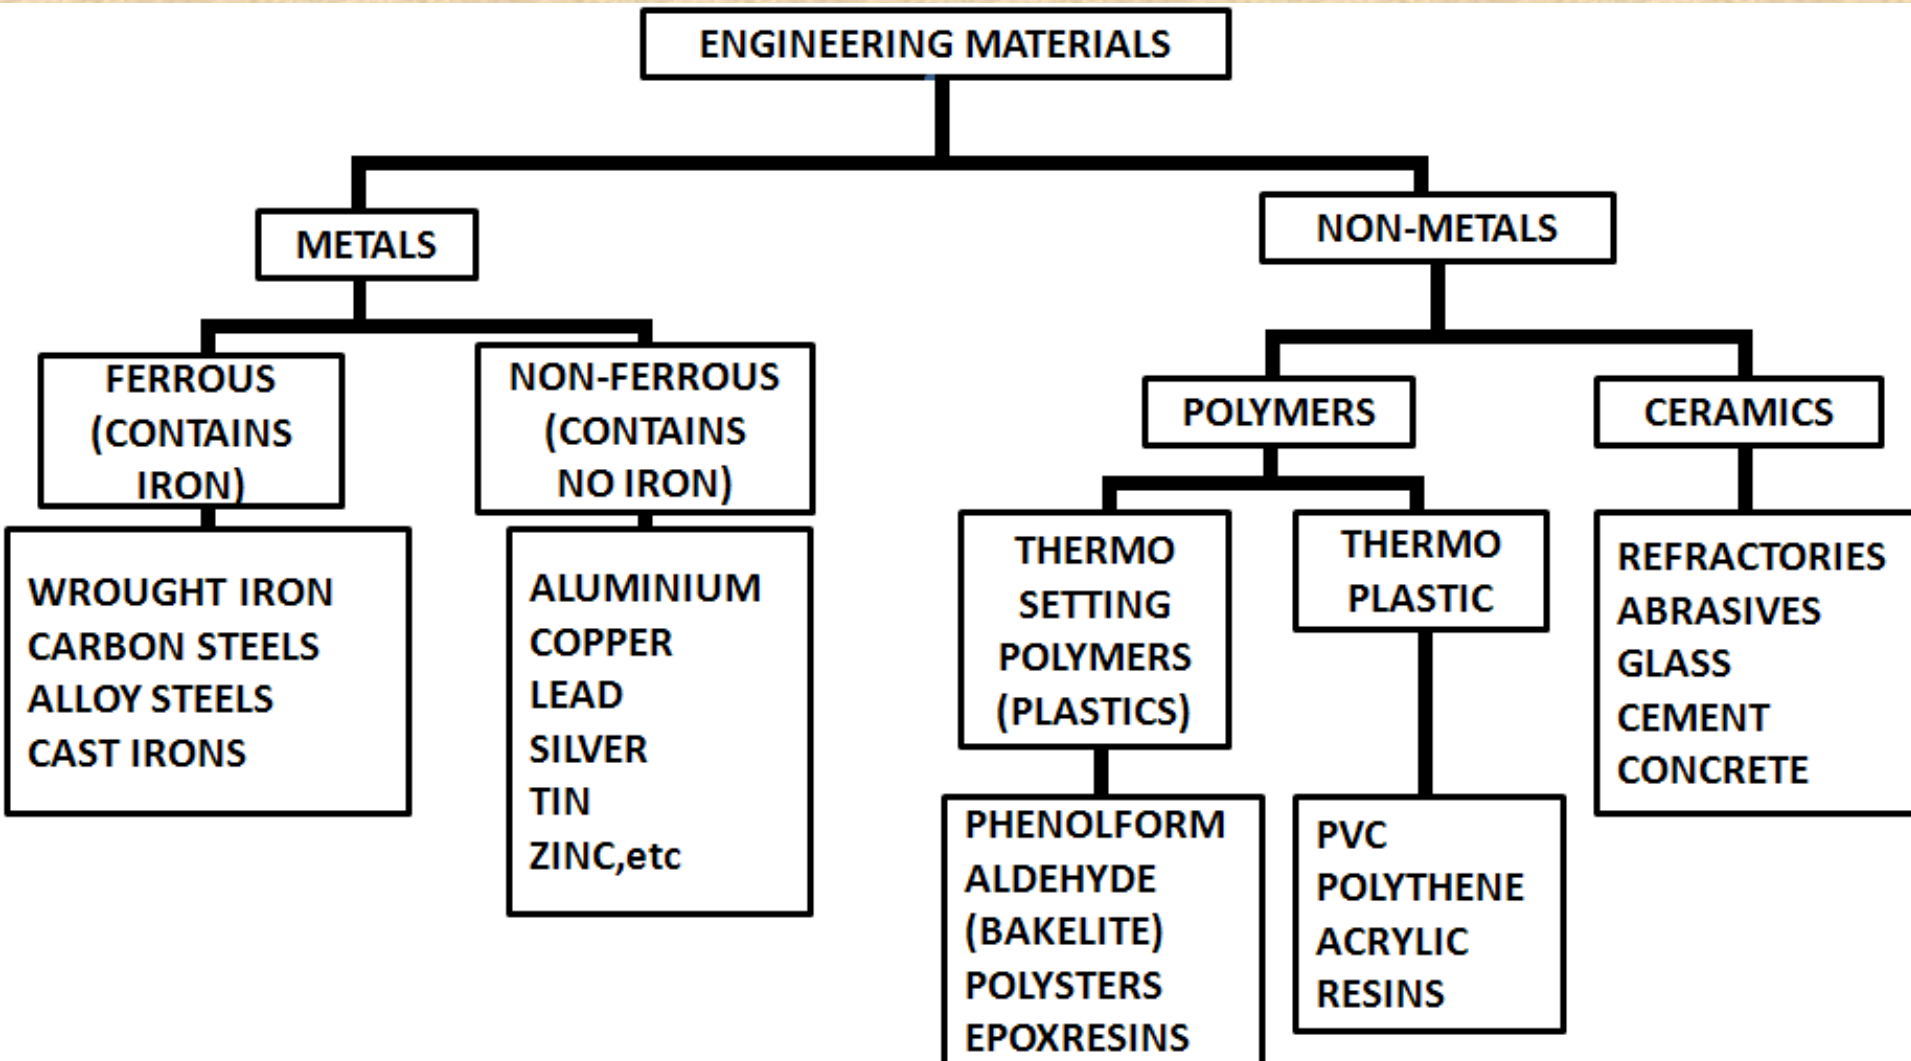 ENGINEERING MATERIALS
METALS
NON-METALS
FERROUS
(CONTAINS
IRON)
NON-FERROUS
(CONTAINS
NO IRON)
POLYMERS
CERAMICS
WROUGHT IRON
CARBON STEELS
ALLOY STEELS
CAST IRONS
ALUMINIUM
COPPER
LEAD
SILVER
TIN
ZINC,etc
THERMO
SETTING
POLYMERS
(PLASTICS)
THERMO
PLASTIC
REFRACTORIES
ABRASIVES
GLASS
CEMENT
CONCRETE
PHENOLFORM
ALDEHYDE
(BAKELITE)
POLYSTERS
EPOXRESINS
PVC
POLYTHENE
ACRYLIC
RESINS